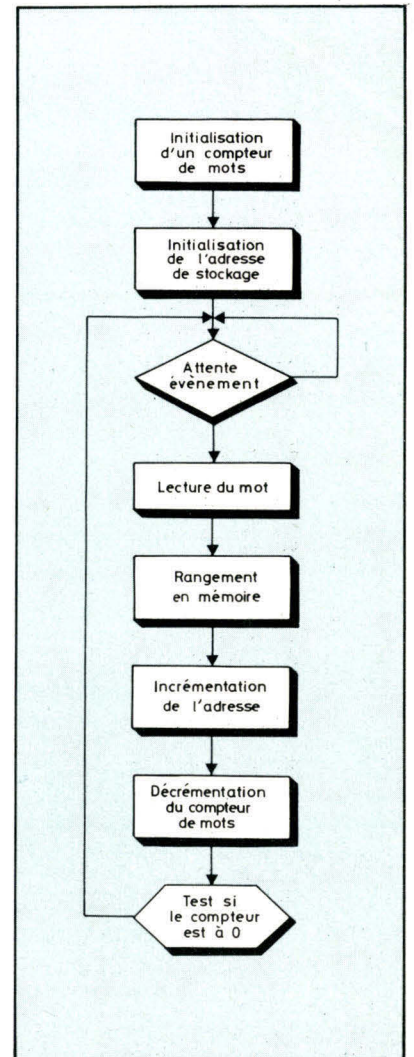 Initialisation
d'un compteur
de mots
Initialisation
de l'adresse
de stockage
Attente
évènement
Lecture du mot
Rangement
en mémoire
Incrémentation
de l'adresse
Décrémentation
du compteur
de mots
Test si
le compteur
est à 0